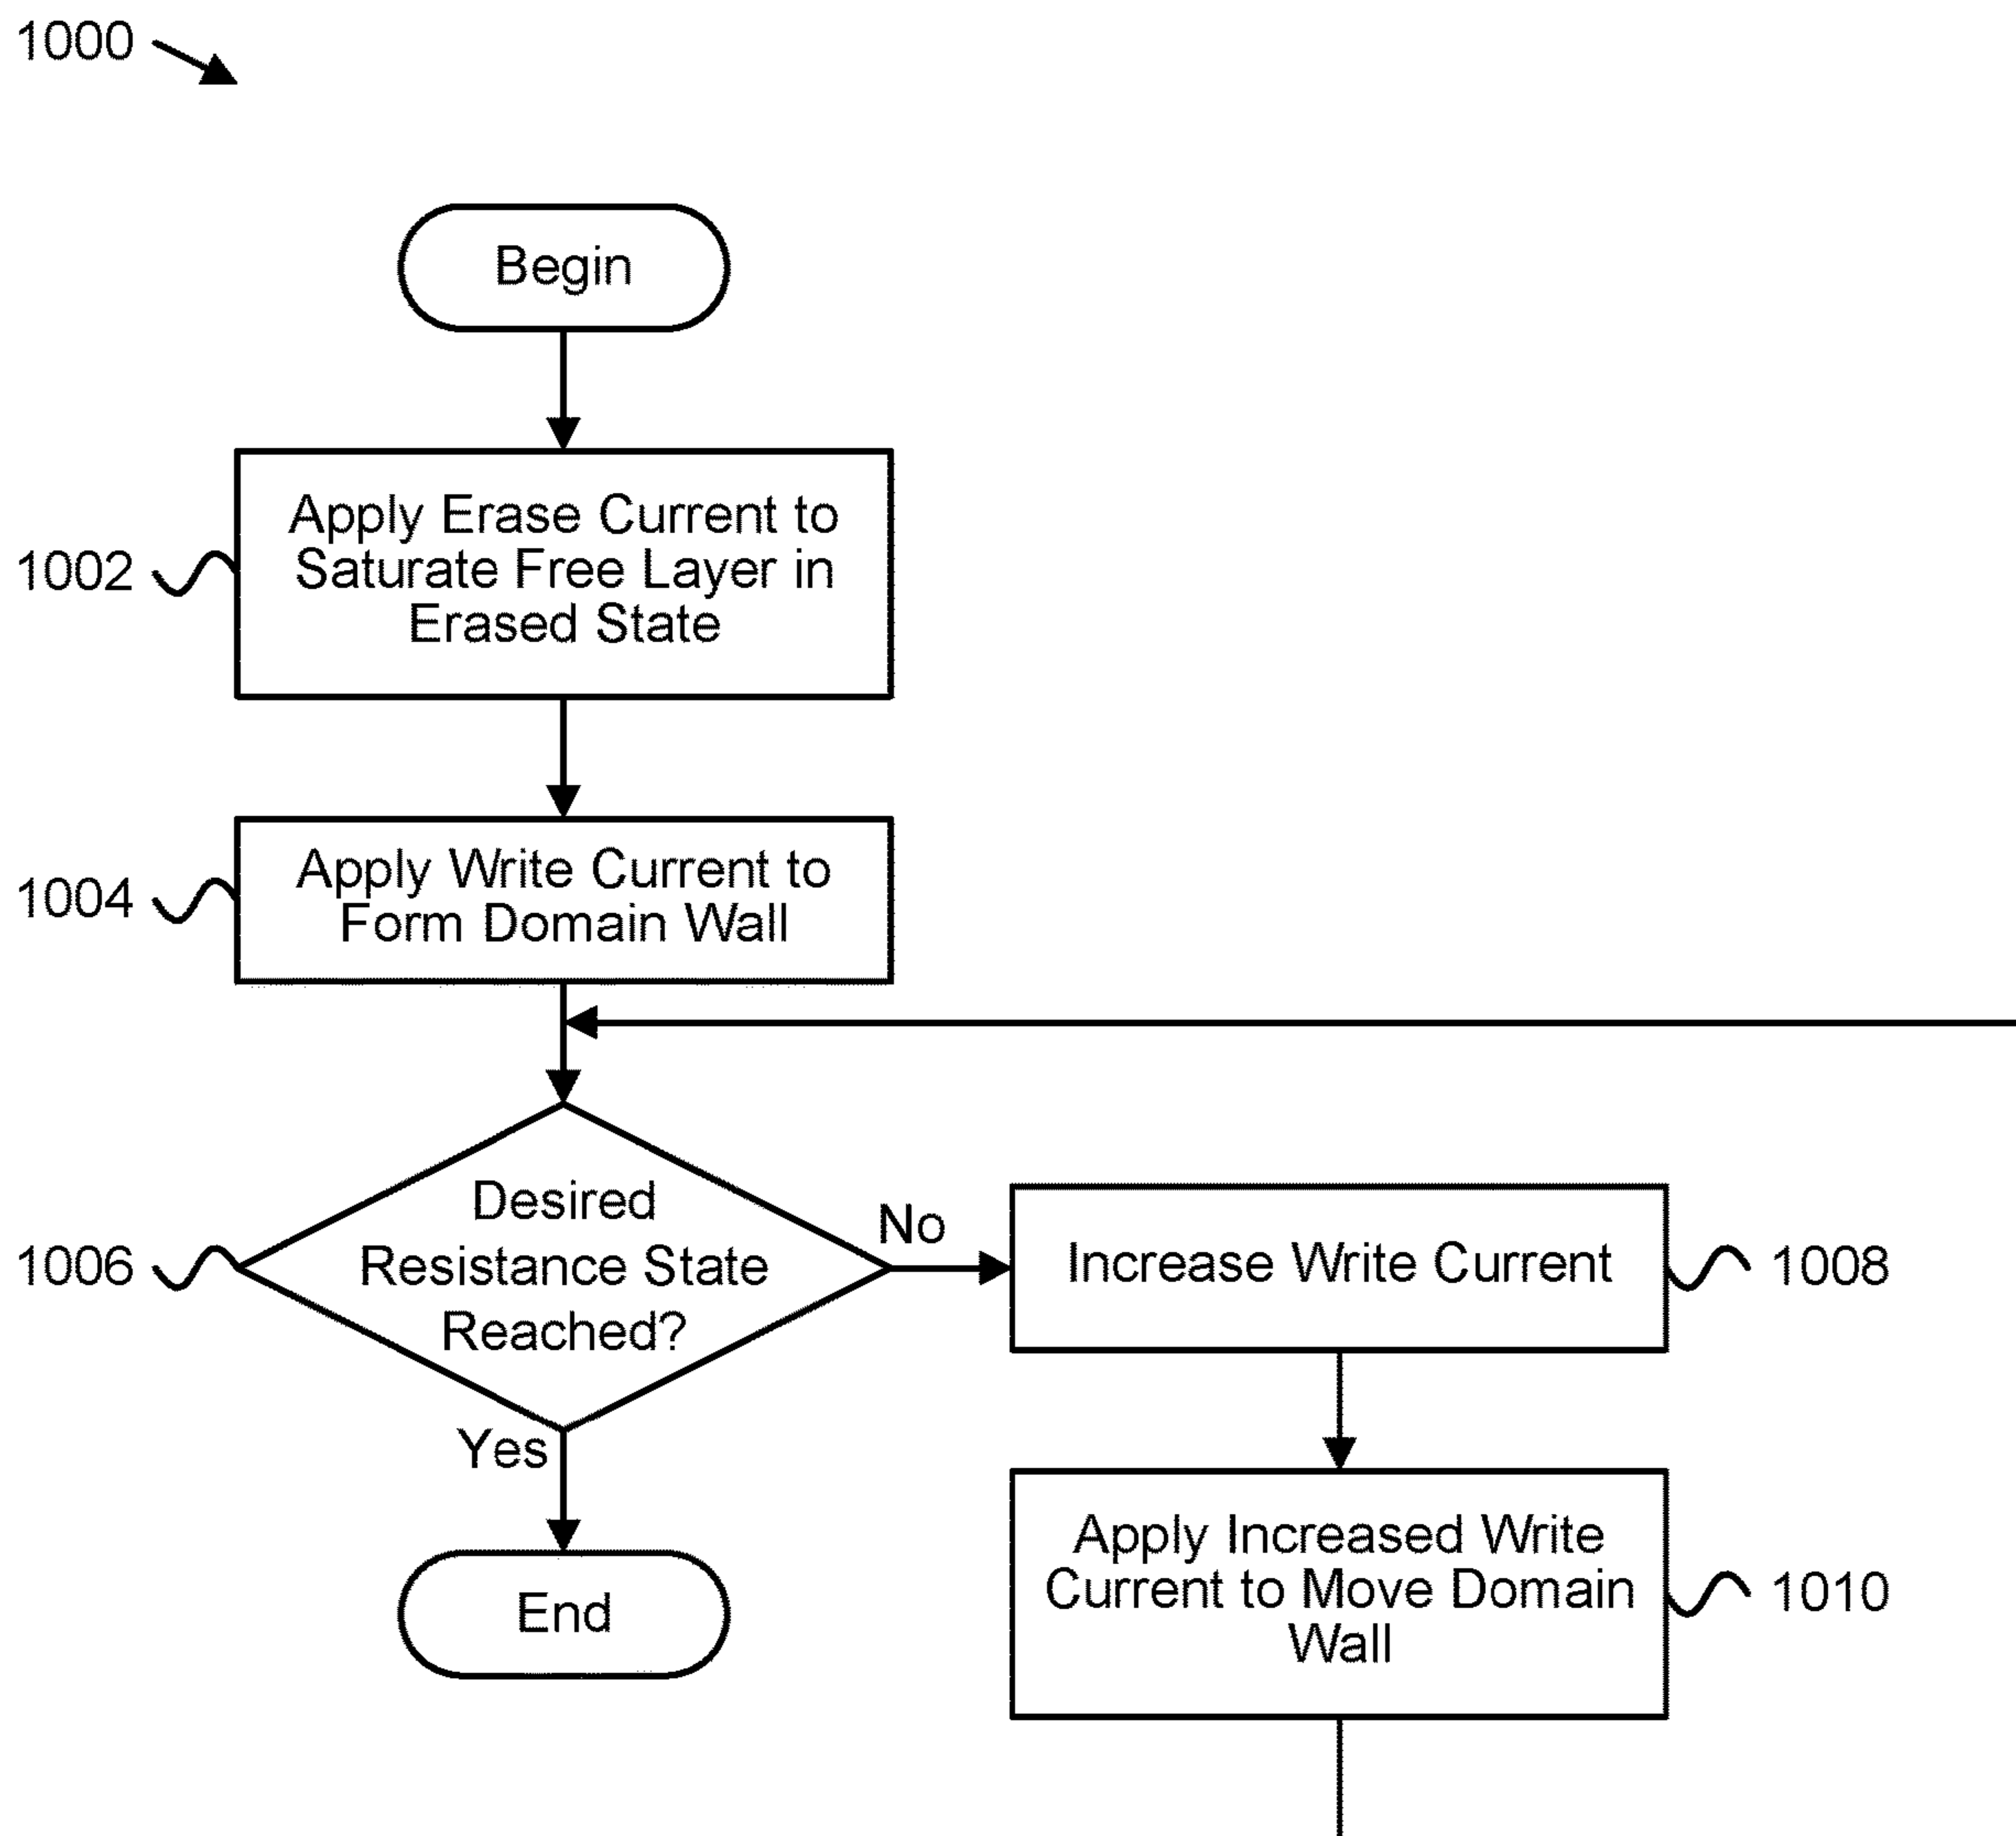 1000
Begin
1002
Apply Erase Current to
Saturate Free Layer in
Erased State
1004
Apply Write Current to
Form Domain Wall
1006
Desired
Resistance State
Reached?
No
Increase Write Current
1008
Yes
End
Apply Increased Write
Current to Move Domain
Wall
1010